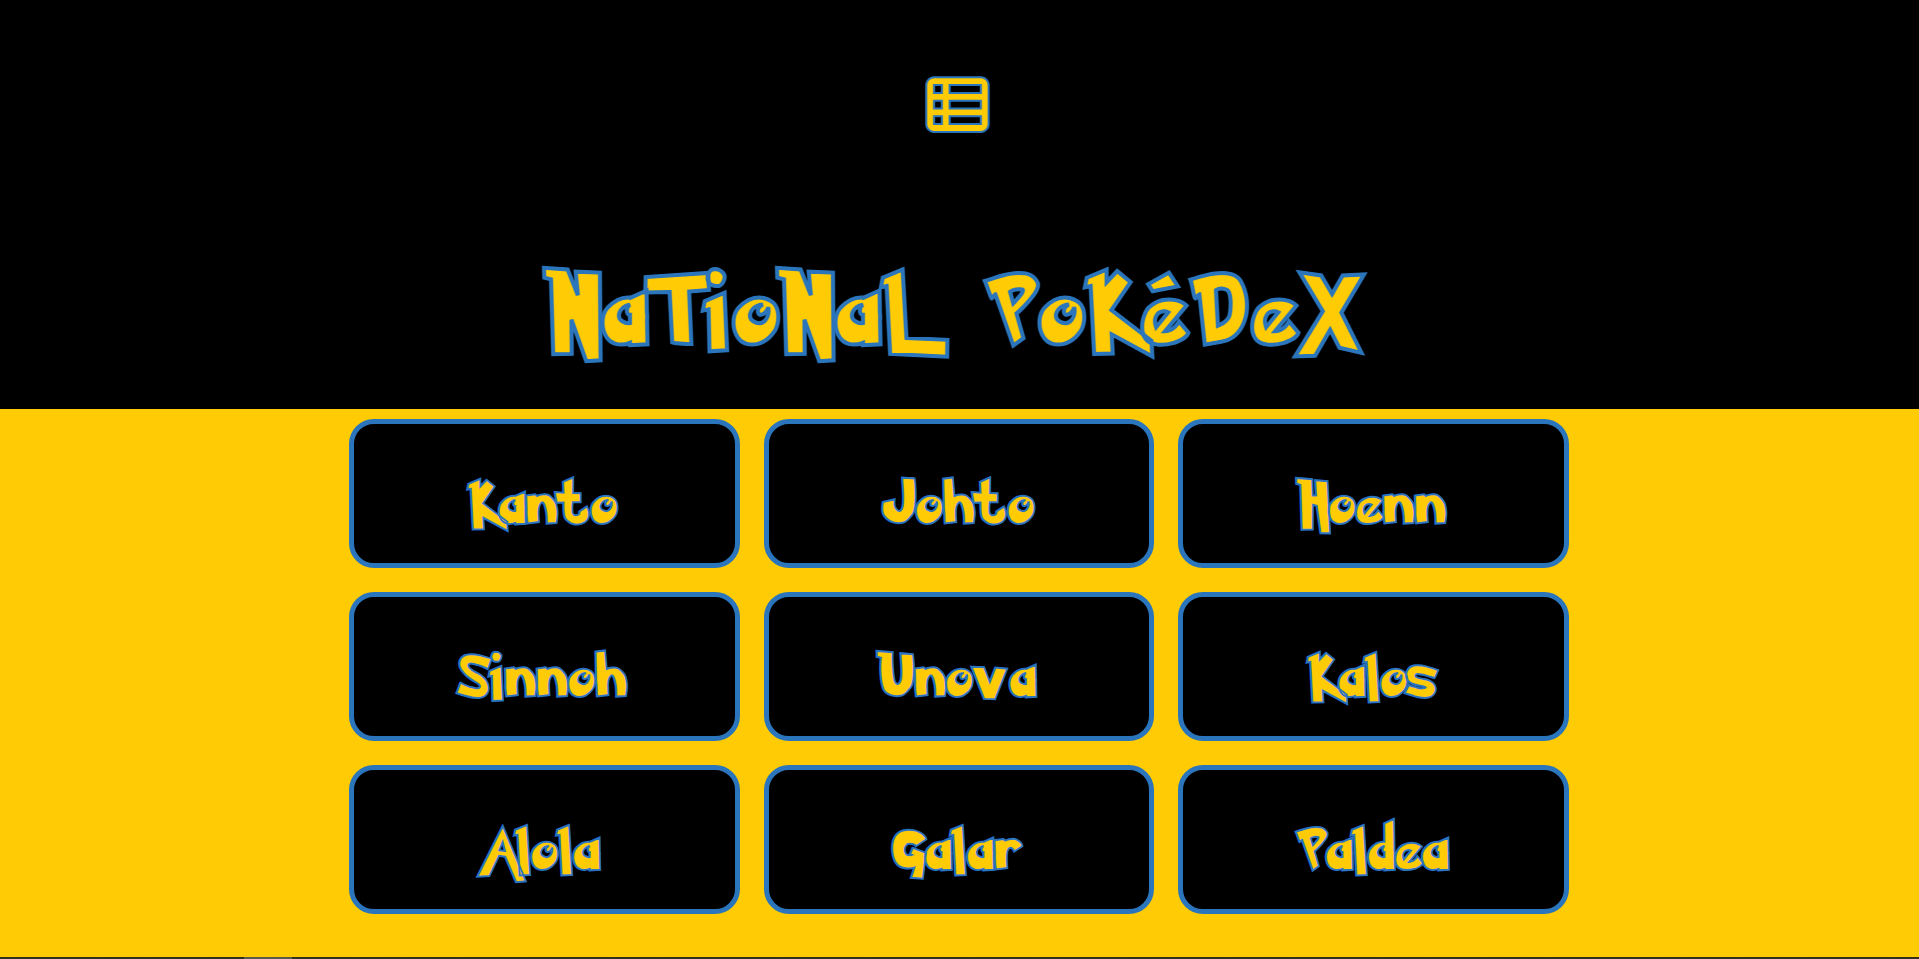 NaTioNaL PoKéDeX
Kanto
Johto
Hoenn
Sinnoh
Unova
Kalos
Alola
Galar
Paldea